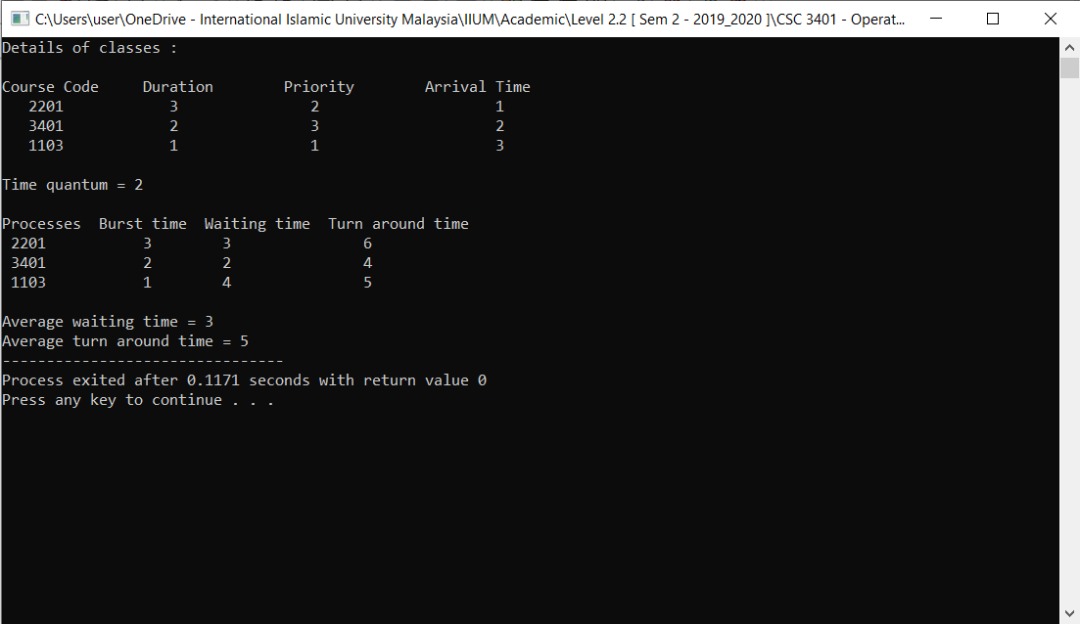 C:\Users\user\OneDrive - International Islamic University Malaysia\IIUM\Academic\Level 2.2 [ Sem 2 - 2019_2020 ]\CSC 3401 - Operat...
Details of classes :
Course Code Duration Priority Arrival Time
2201 3 2 1
3401 2 3 2
1103 1 1 3
Time quantum = 2
Processes Burst time Waiting time Turn around time
2201 3 3 6
3401 2 2 4
1103 1 4 5
Average waiting time = 3
Average turn around time = 5
--------------------------------
Process exited after 0.1171 seconds with return value 0
Press any key to continue . . .